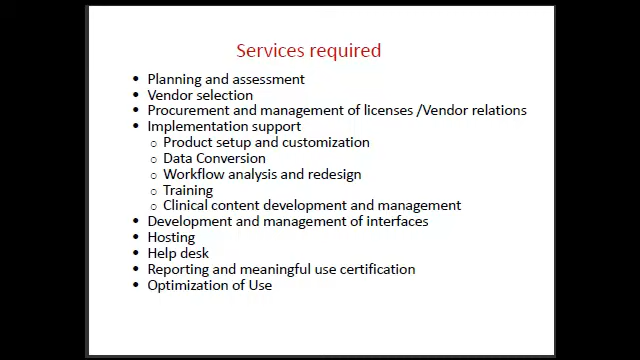 Services required
• Planning and assessment
• Vendor selection
• Procurement and management of licenses /Vendor relations
• Implementation support
o Product setup and customization
o Data Conversion
o Workflow analysis and redesign
o Training
o Clinical content development and management
• Development and management of interfaces
• Hosting
• Help desk
• Reporting and meaningful use certification
• Optimization of Use